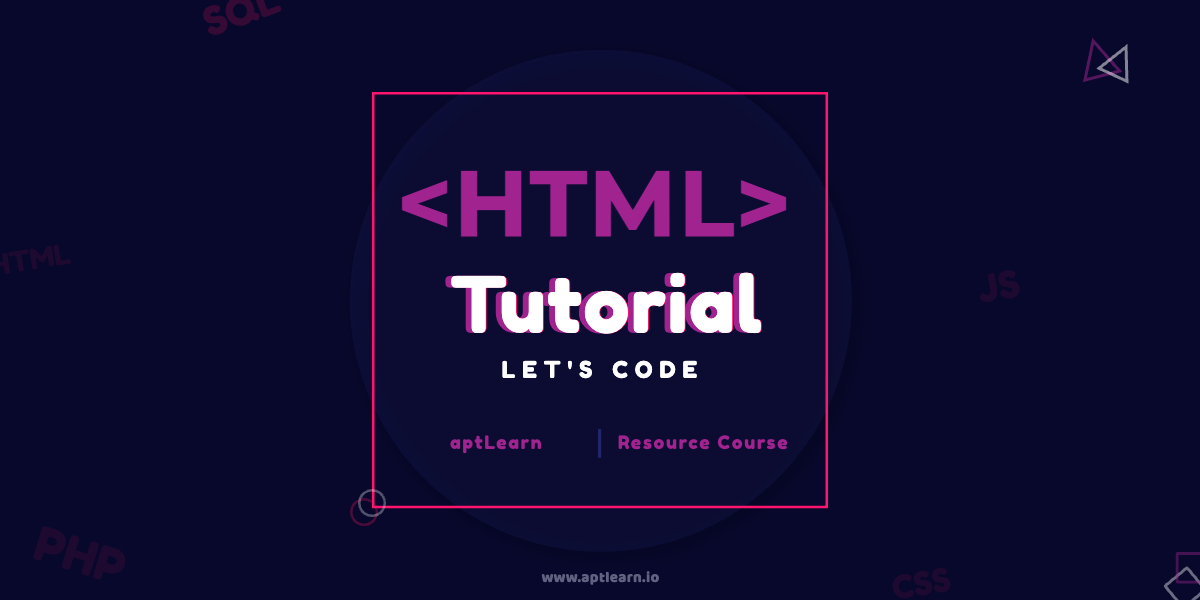 SQL
<HTML>
HTML
JS
Tutorial
LET'S CODE
aptLearn | Resource Course
PHP
CSS
www.aptlearn.io